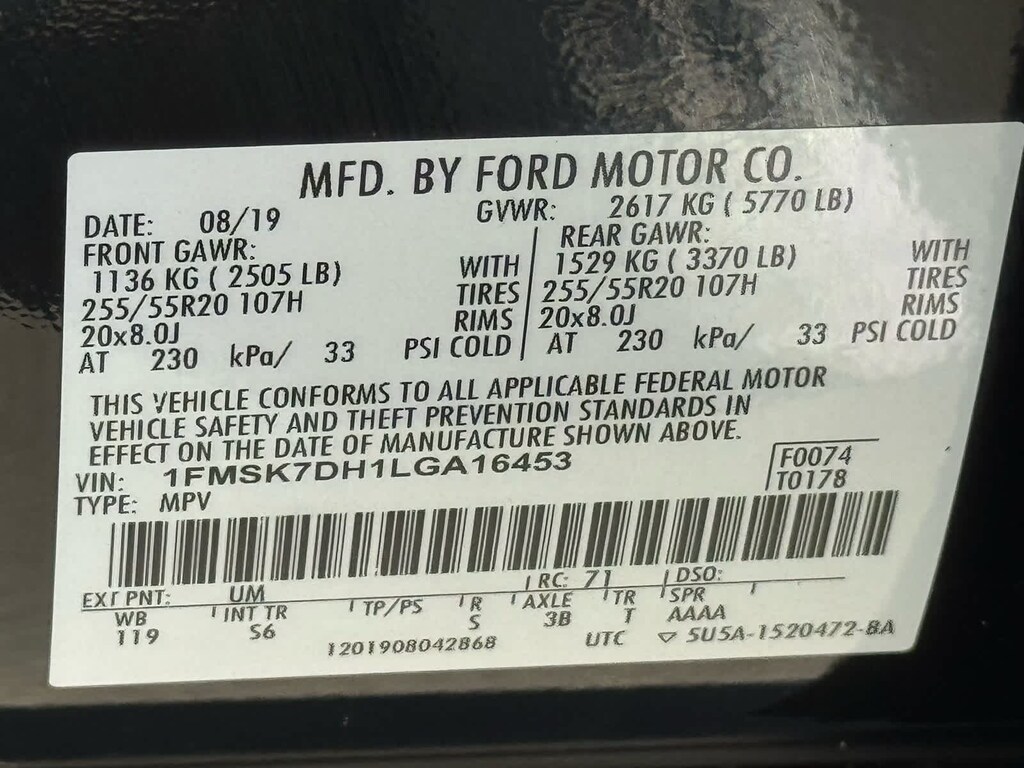 MFD. BY FORD MOTOR CO.
DATE: 08/19 GVWR: 2617 KG ( 5770 LB)
FRONT GAWR: REAR GAWR:
1136 KG ( 2505 LB) WITH 1529 KG ( 3370 LB) WITH
255/55R20 107H TIRES 255/55R20 107H TIRES
20x8.0J RIMS 20x8.0J RIMS
AT 230 kPa/ 33 PSI COLD AT 230 kPa/ 33 PSI COLD
THIS VEHICLE CONFORMS TO ALL APPLICABLE FEDERAL MOTOR
VEHICLE SAFETY AND THEFT PREVENTION STANDARDS IN
EFFECT ON THE DATE OF MANUFACTURE SHOWN ABOVE.
VIN: 1FMSK7DH1LGA16453 F0074
TYPE: MPV T0178
EXT PNT: UM RC: 71 DSO:
WB INT TR TP/PS R AXLE TR SPR
119 S6 S 3B T AAAA
1201908042868 UTC ▽ 5U5A-1520472-BA